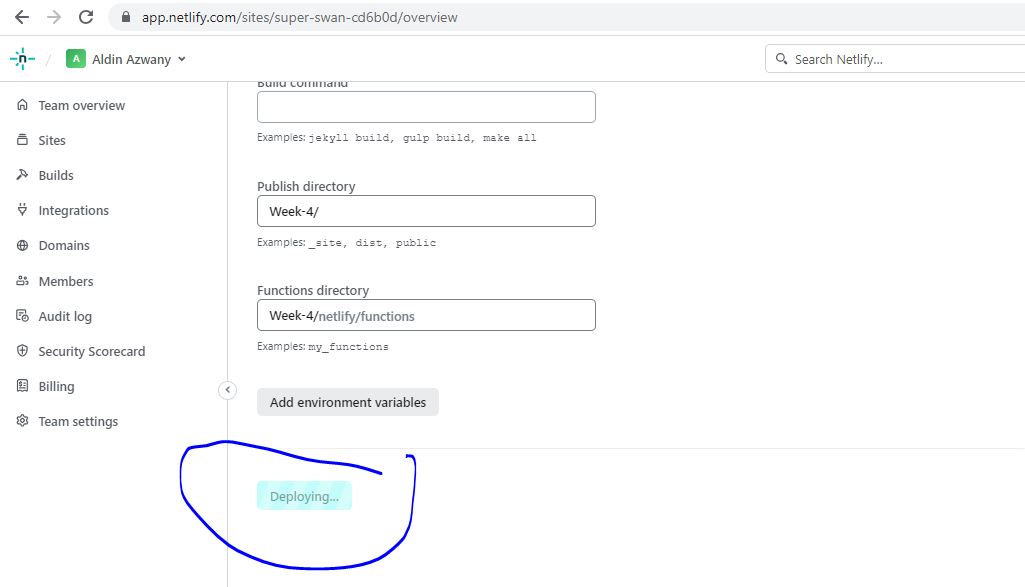 app.netlify.com/sites/super-swan-cd6b0d/overview
n / A Aldin Azwany
Search Netlify...
Team overview
Sites
Builds
Integrations
Domains
Members
Audit log
Security Scorecard
Billing
Team settings
Build command
Examples: jekyll build, gulp build, make all
Publish directory
Week-4/
Examples: _site, dist, public
Functions directory
Week-4/netlify/functions
Examples: my_functions
Add environment variables
Deploying...